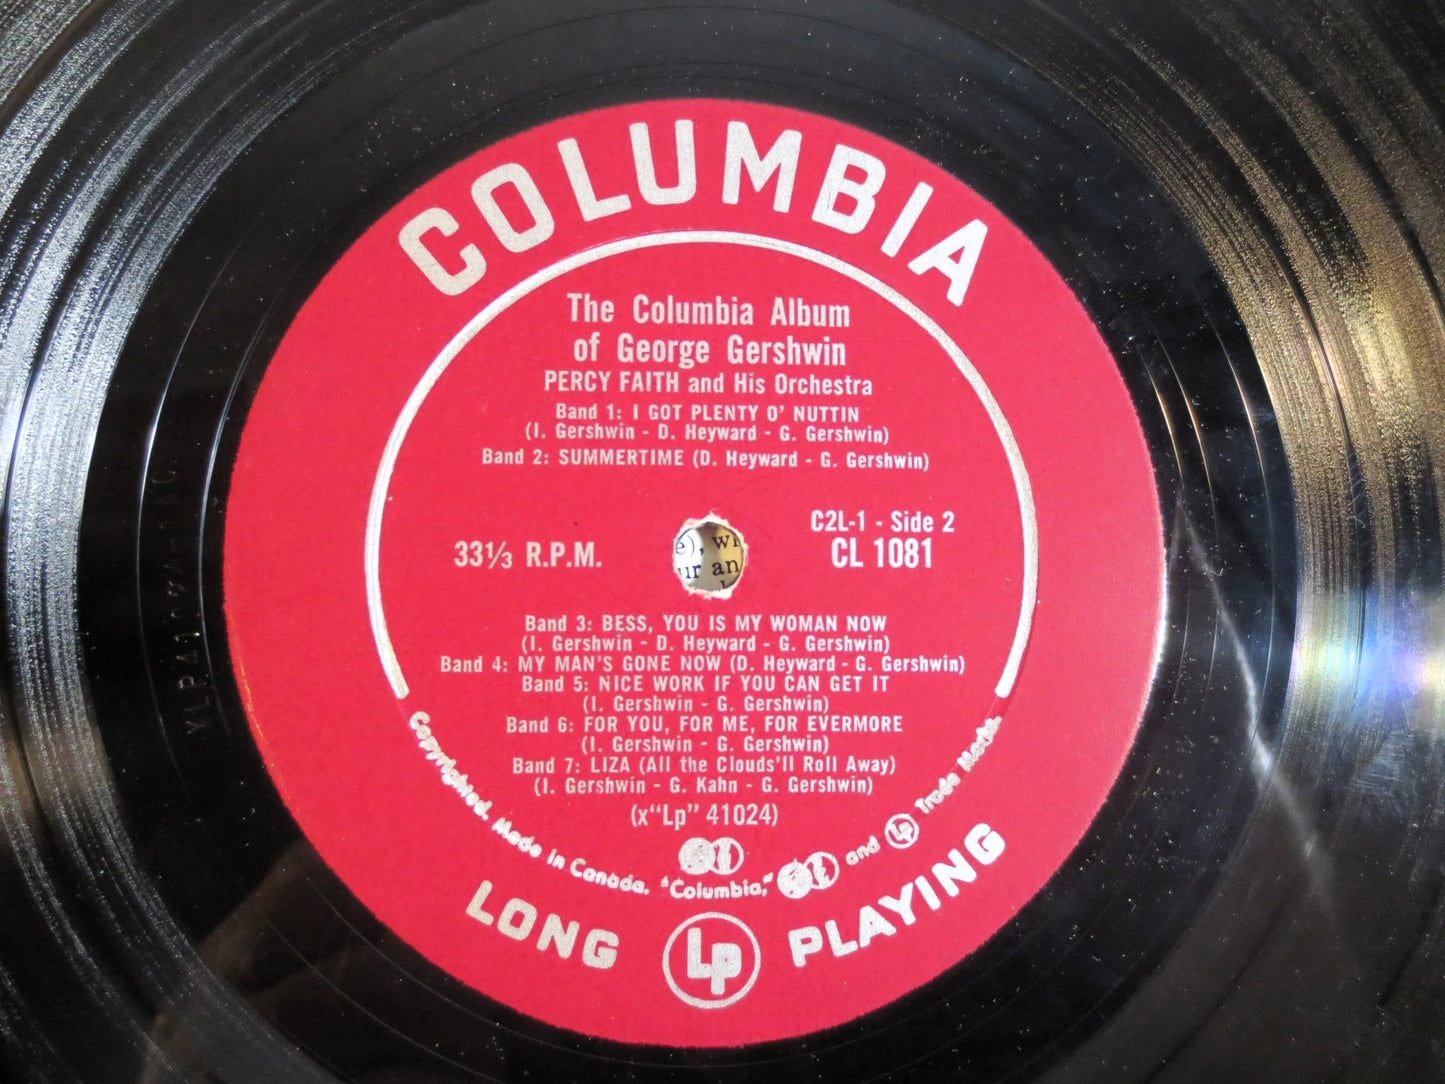 COLUMBIA
The Columbia Album
of George Gershwin
PERCY FAITH and His Orchestra
Band 1: I GOT PLENTY O' NUTTIN
(I. Gershwin - D. Heyward - G. Gershwin)
Band 2: SUMMERTIME (D. Heyward - G. Gershwin)
C2L-1 - Side 2
33⅓ R.P.M.
CL 1081
e), wi
ur an
Band 3: BESS, YOU IS MY WOMAN NOW
(I. Gershwin - D. Heyward - G. Gershwin)
Band 4: MY MAN'S GONE NOW (D. Heyward - G. Gershwin)
Band 5: NICE WORK IF YOU CAN GET IT
(I. Gershwin - G. Gershwin)
Band 6: FOR YOU, FOR ME, FOR EVERMORE
(I. Gershwin - G. Gershwin)
Band 7: LIZA (All the Clouds'll Roll Away)
(I. Gershwin - G. Kahn - G. Gershwin)
(x"Lp" 41024)
Copyrighted. Made in Canada. "Columbia," and Lp Trade Marks.
LONG Lp PLAYING